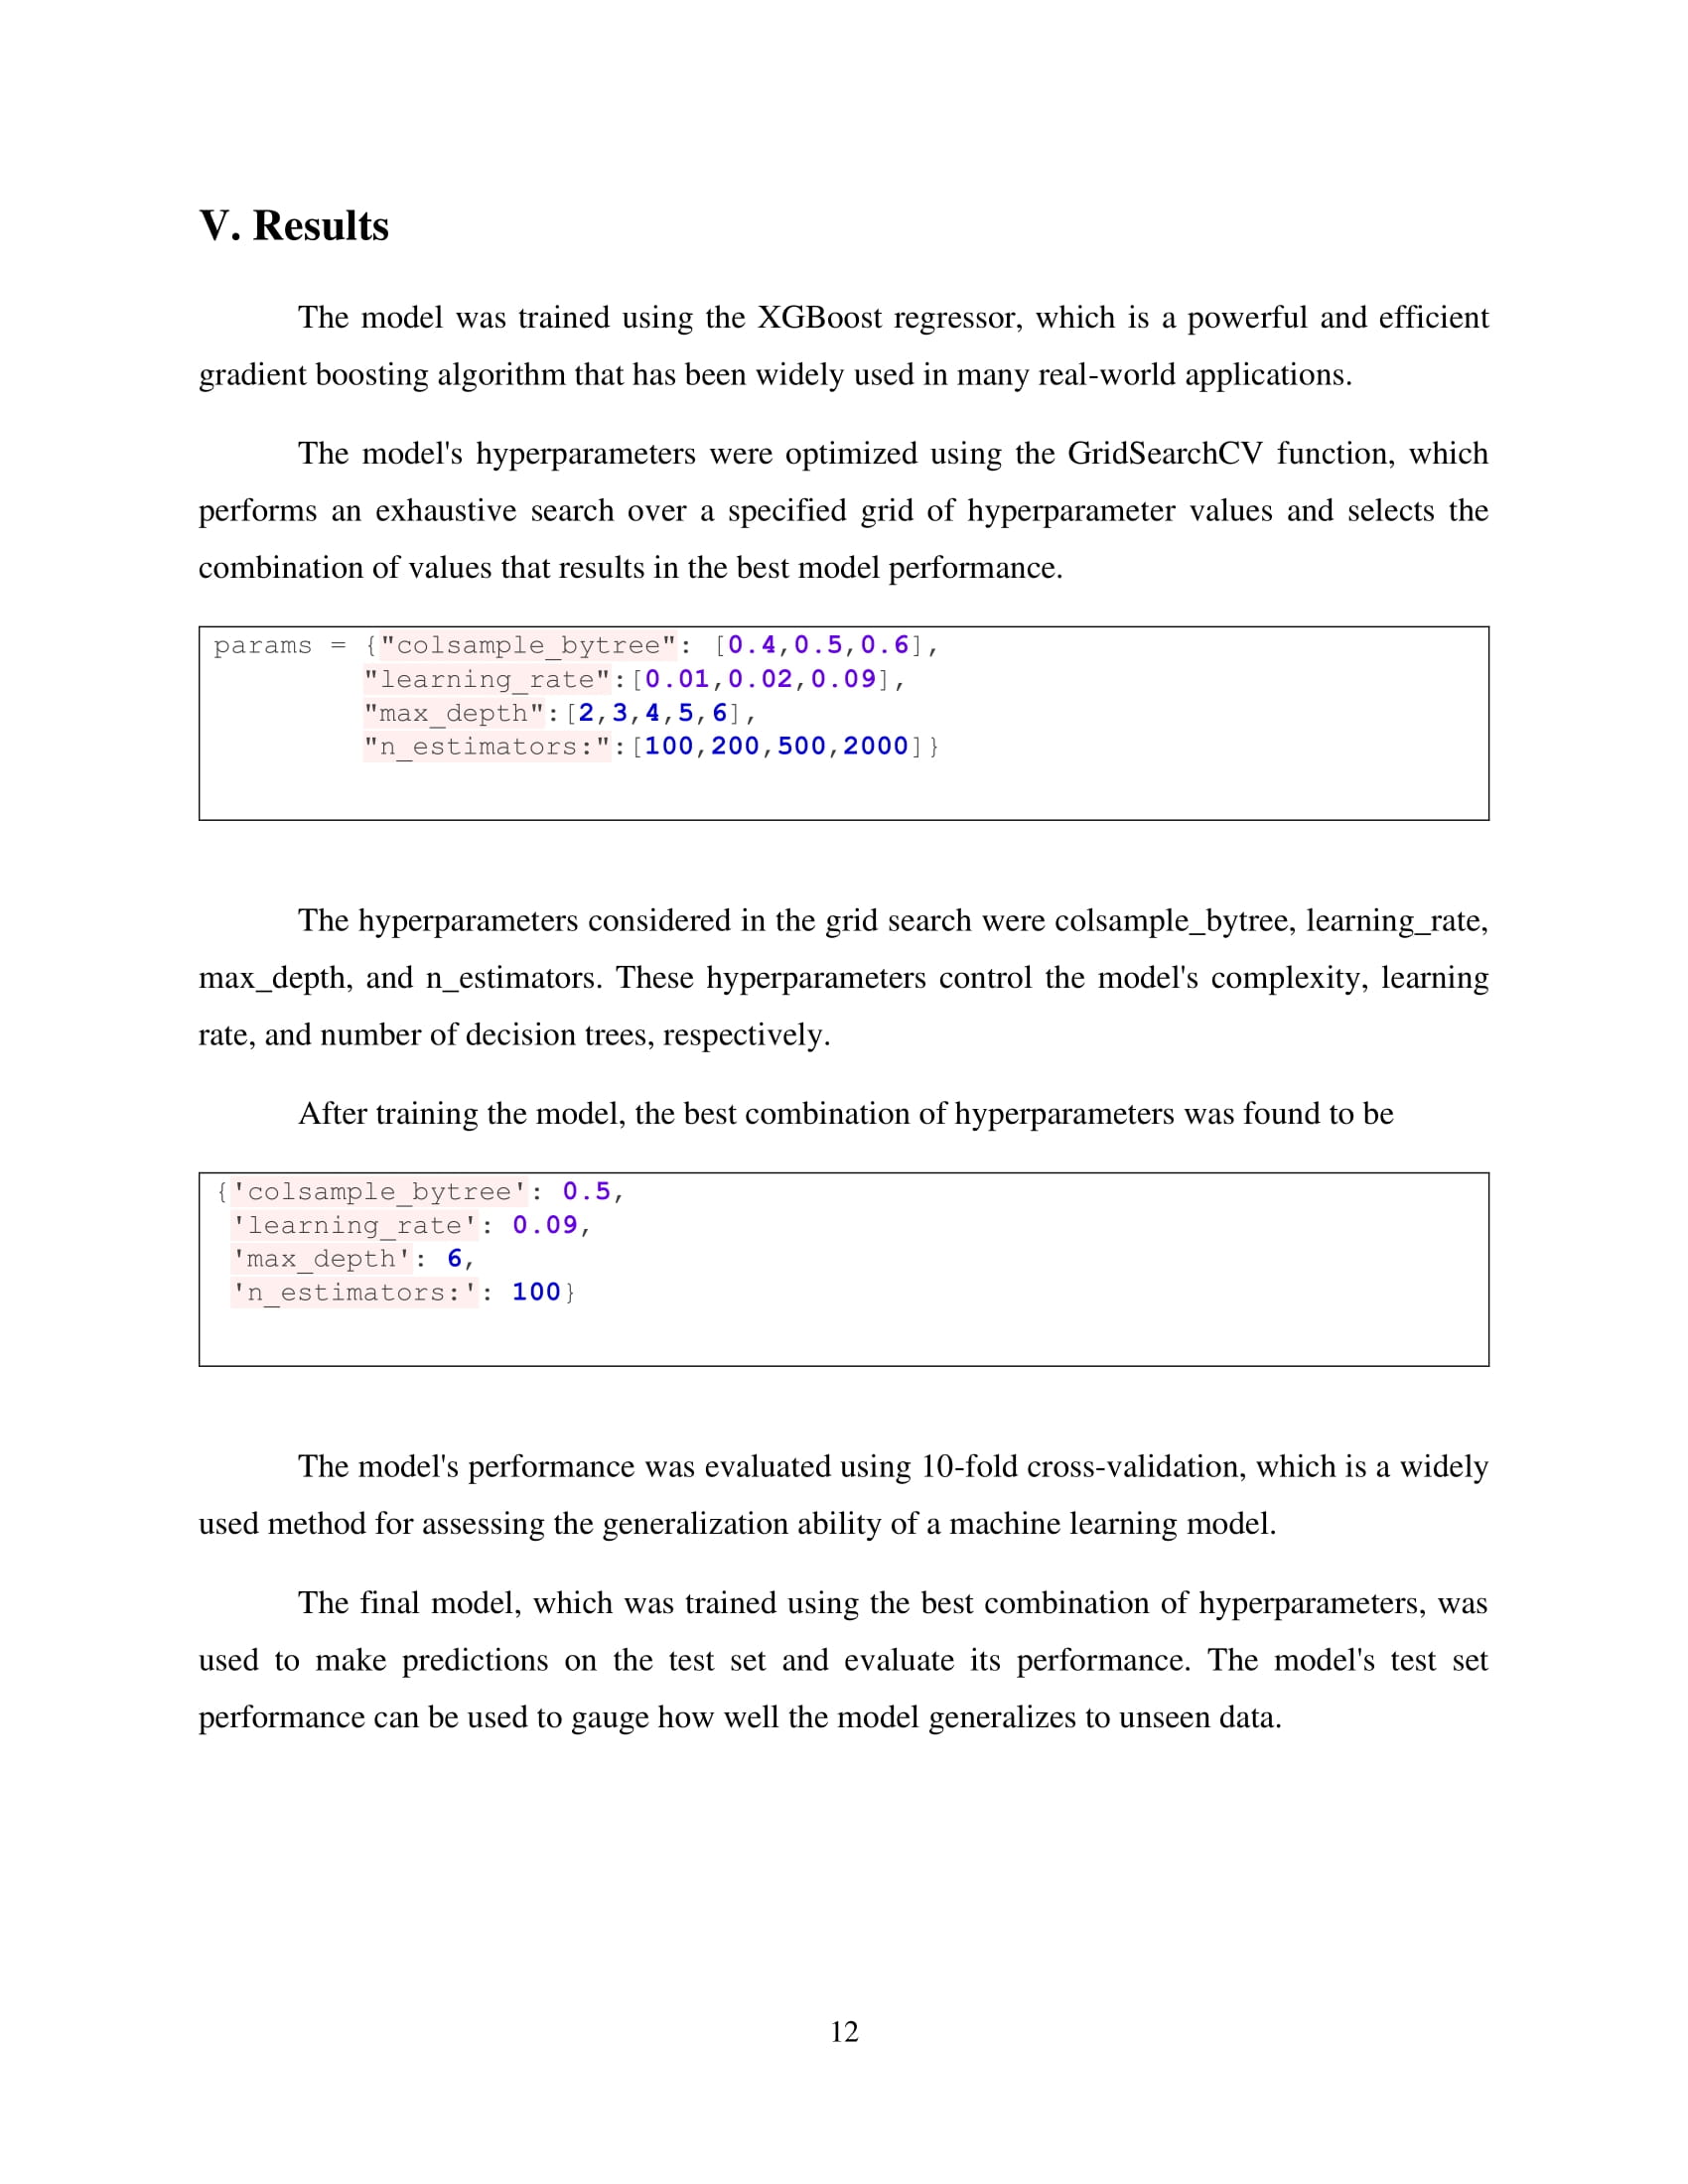 V. Results
The model was trained using the XGBoost regressor, which is a powerful and efficient
gradient boosting algorithm that has been widely used in many real-world applications.
The model's hyperparameters were optimized using the GridSearchCV function, which
performs an exhaustive search over a specified grid of hyperparameter values and selects the
combination of values that results in the best model performance.
params = {"colsample_bytree": [0.4,0.5,0.6],
"learning_rate":[0.01,0.02,0.09],
"max_depth":[2,3,4,5,6],
"n_estimators:":[100,200,500,2000]}
The hyperparameters considered in the grid search were colsample_bytree, learning_rate,
max_depth, and n_estimators. These hyperparameters control the model's complexity, learning
rate, and number of decision trees, respectively.
After training the model, the best combination of hyperparameters was found to be
{'colsample_bytree': 0.5,
'learning_rate': 0.09,
'max_depth': 6,
'n_estimators:': 100}
The model's performance was evaluated using 10-fold cross-validation, which is a widely
used method for assessing the generalization ability of a machine learning model.
The final model, which was trained using the best combination of hyperparameters, was
used to make predictions on the test set and evaluate its performance. The model's test set
performance can be used to gauge how well the model generalizes to unseen data.
12